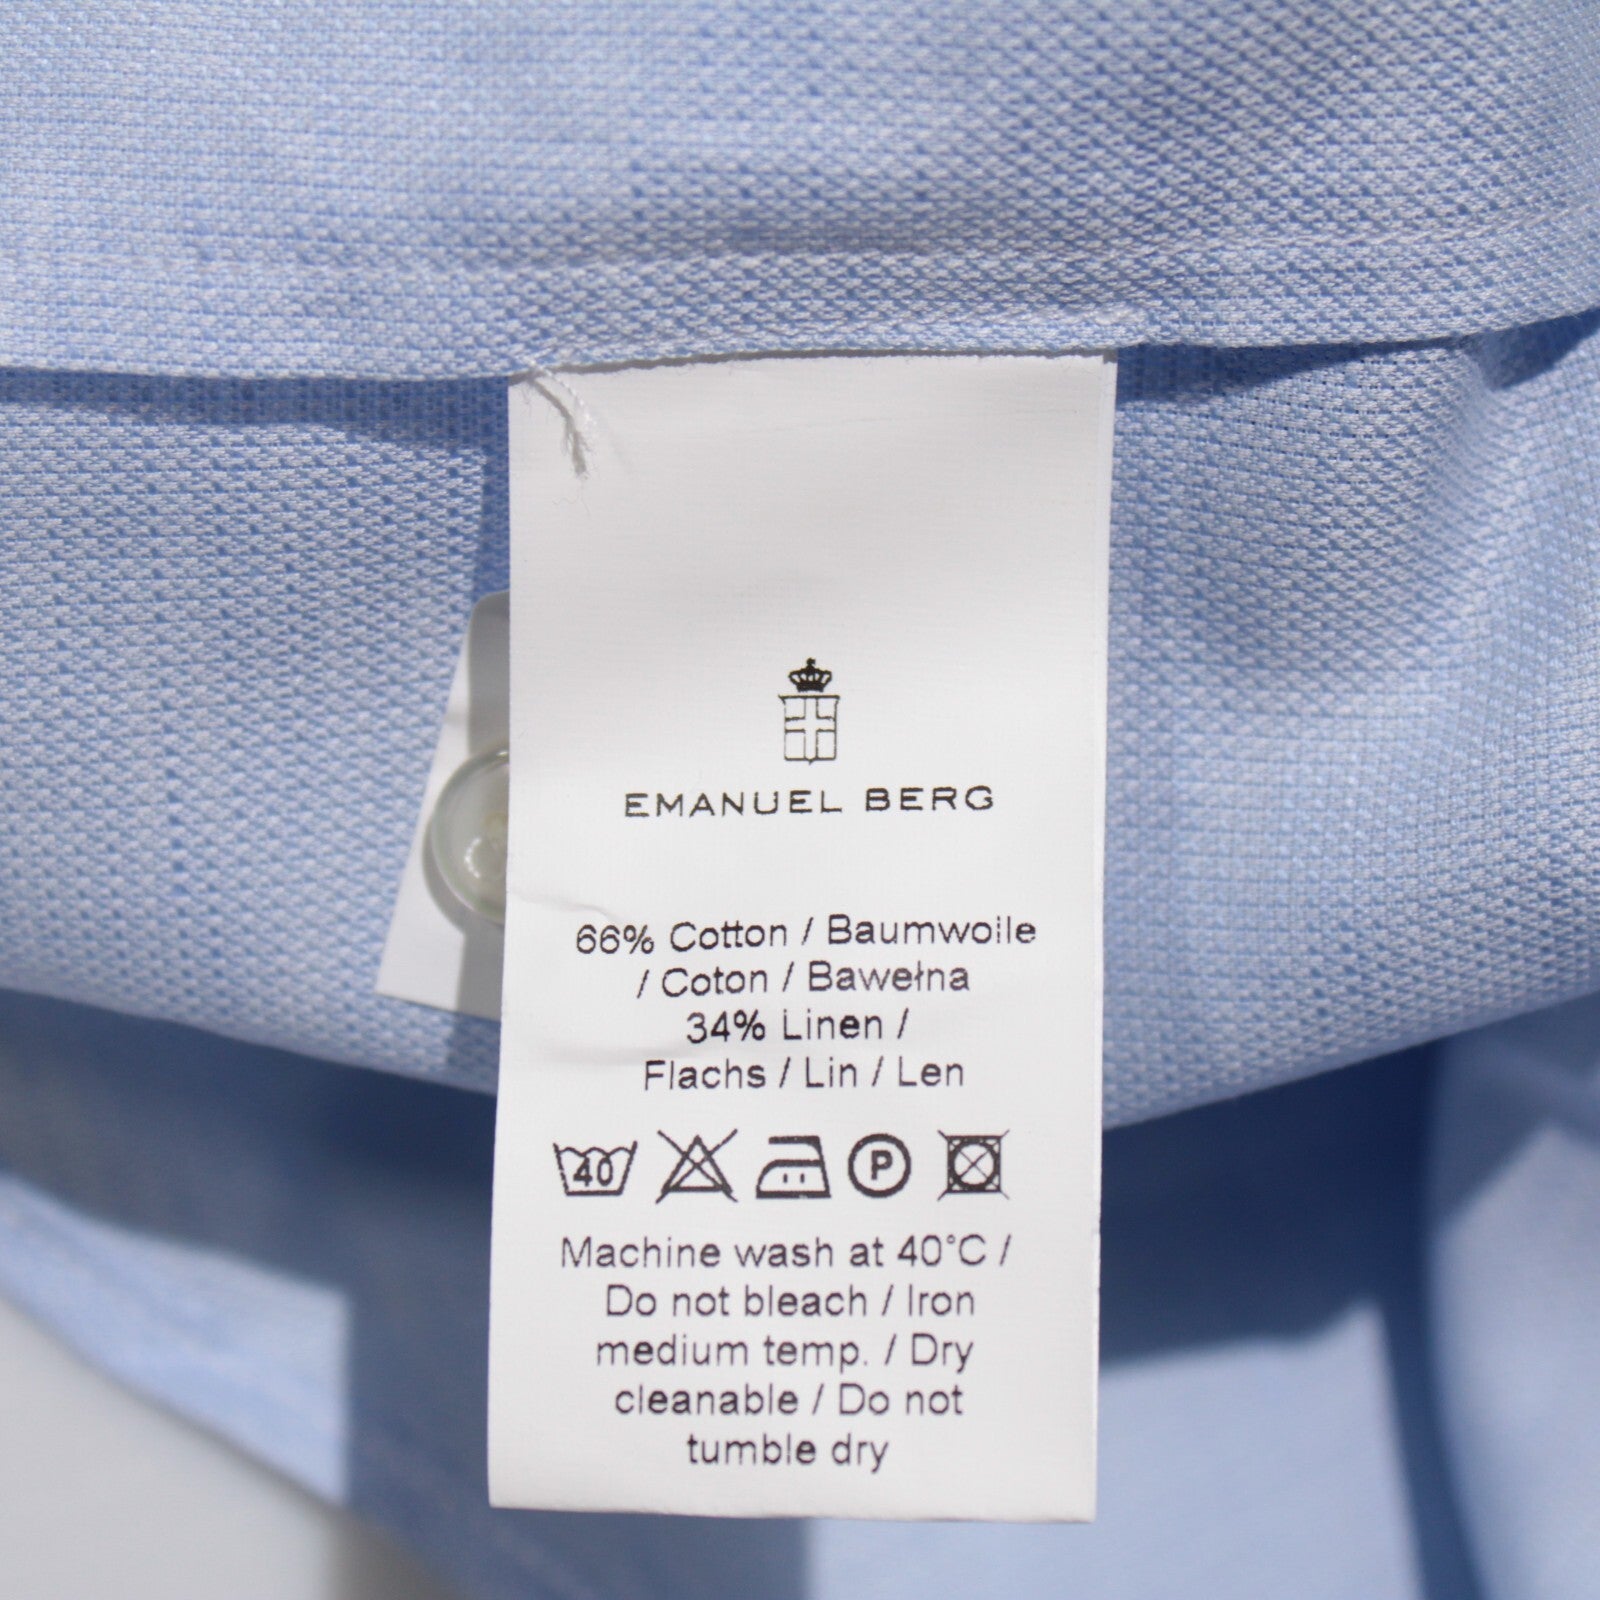 EMANUEL BERG
66% Cotton / Baumwolle
/ Coton / Bawełna
34% Linen /
Flachs / Lin / Len
40 P
Machine wash at 40°C /
Do not bleach / Iron
medium temp. / Dry
cleanable / Do not
tumble dry